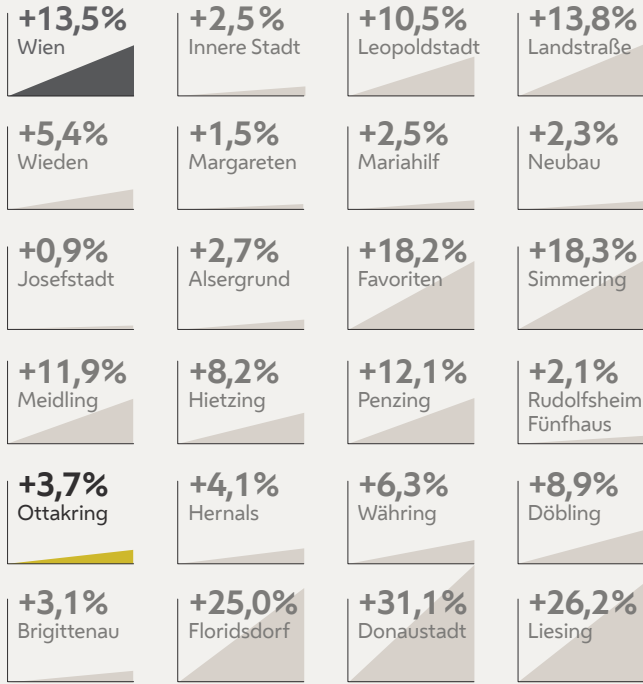 +13,5%
Wien
+2,5%
Innere Stadt
+10,5%
Leopoldstadt
+13,8%
Landstraße
+5,4%
Wieden
+1,5%
Margareten
+2,5%
Mariahilf
+2,3%
Neubau
+0,9%
Josefstadt
+2,7%
Alsergrund
+18,2%
Favoriten
+18,3%
Simmering
+11,9%
Meidling
+8,2%
Hietzing
+12,1%
Penzing
+2,1%
Rudolfsheim
Fünfhaus
+3,7%
Ottakring
+4,1%
Hernals
+6,3%
Währing
+8,9%
Döbling
+3,1%
Brigittenau
+25,0%
Floridsdorf
+31,1%
Donaustadt
+26,2%
Liesing